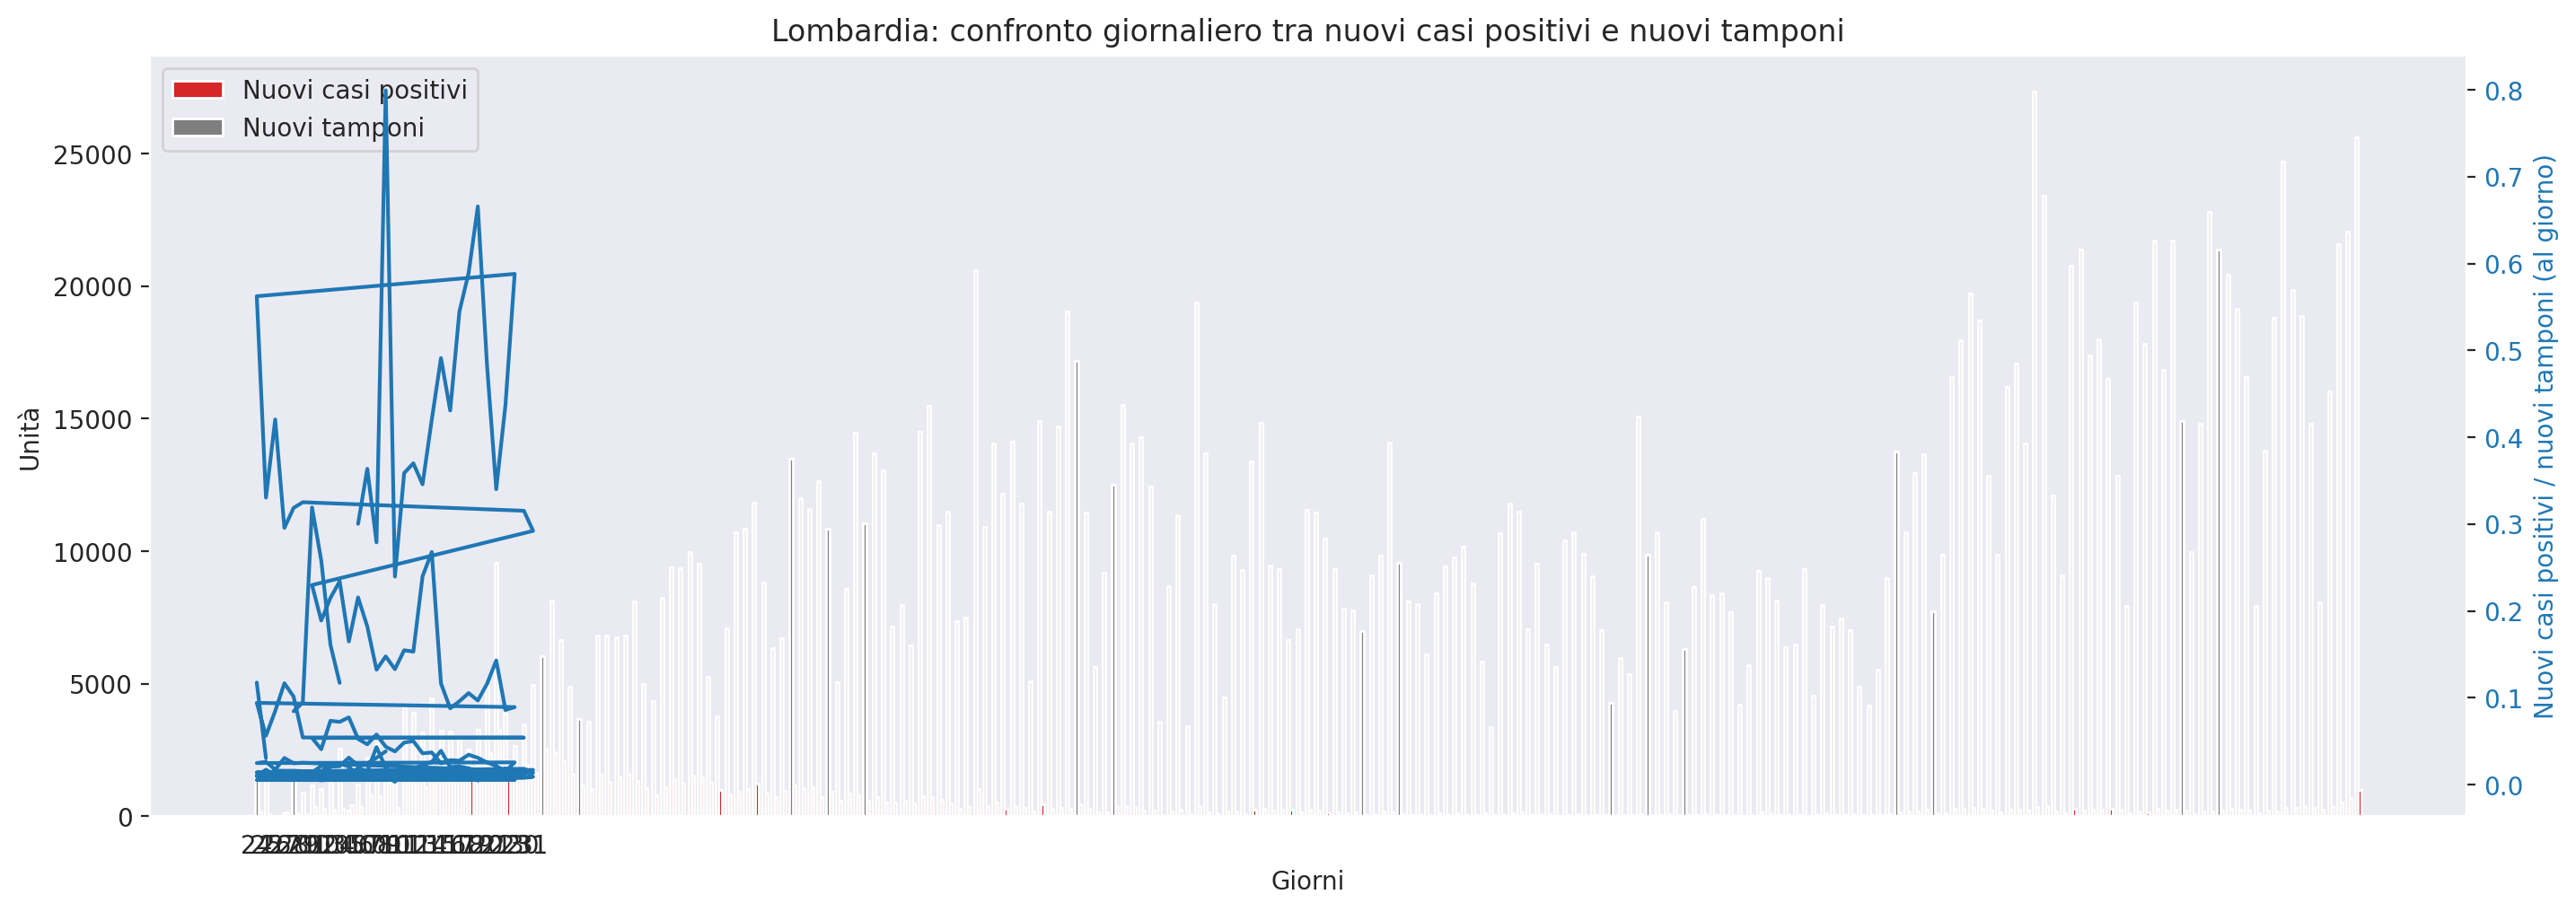 Lombardia: confronto giornaliero tra nuovi casi positivi e nuovi tamponi
Nuovi casi positivi
Nuovi tamponi
Unità
25000
20000
15000
10000
5000
0
0.8
0.7
0.6
0.5
0.4
0.3
0.2
0.1
0.0
Nuovi casi positivi / nuovi tamponi (al giorno)
Giorni